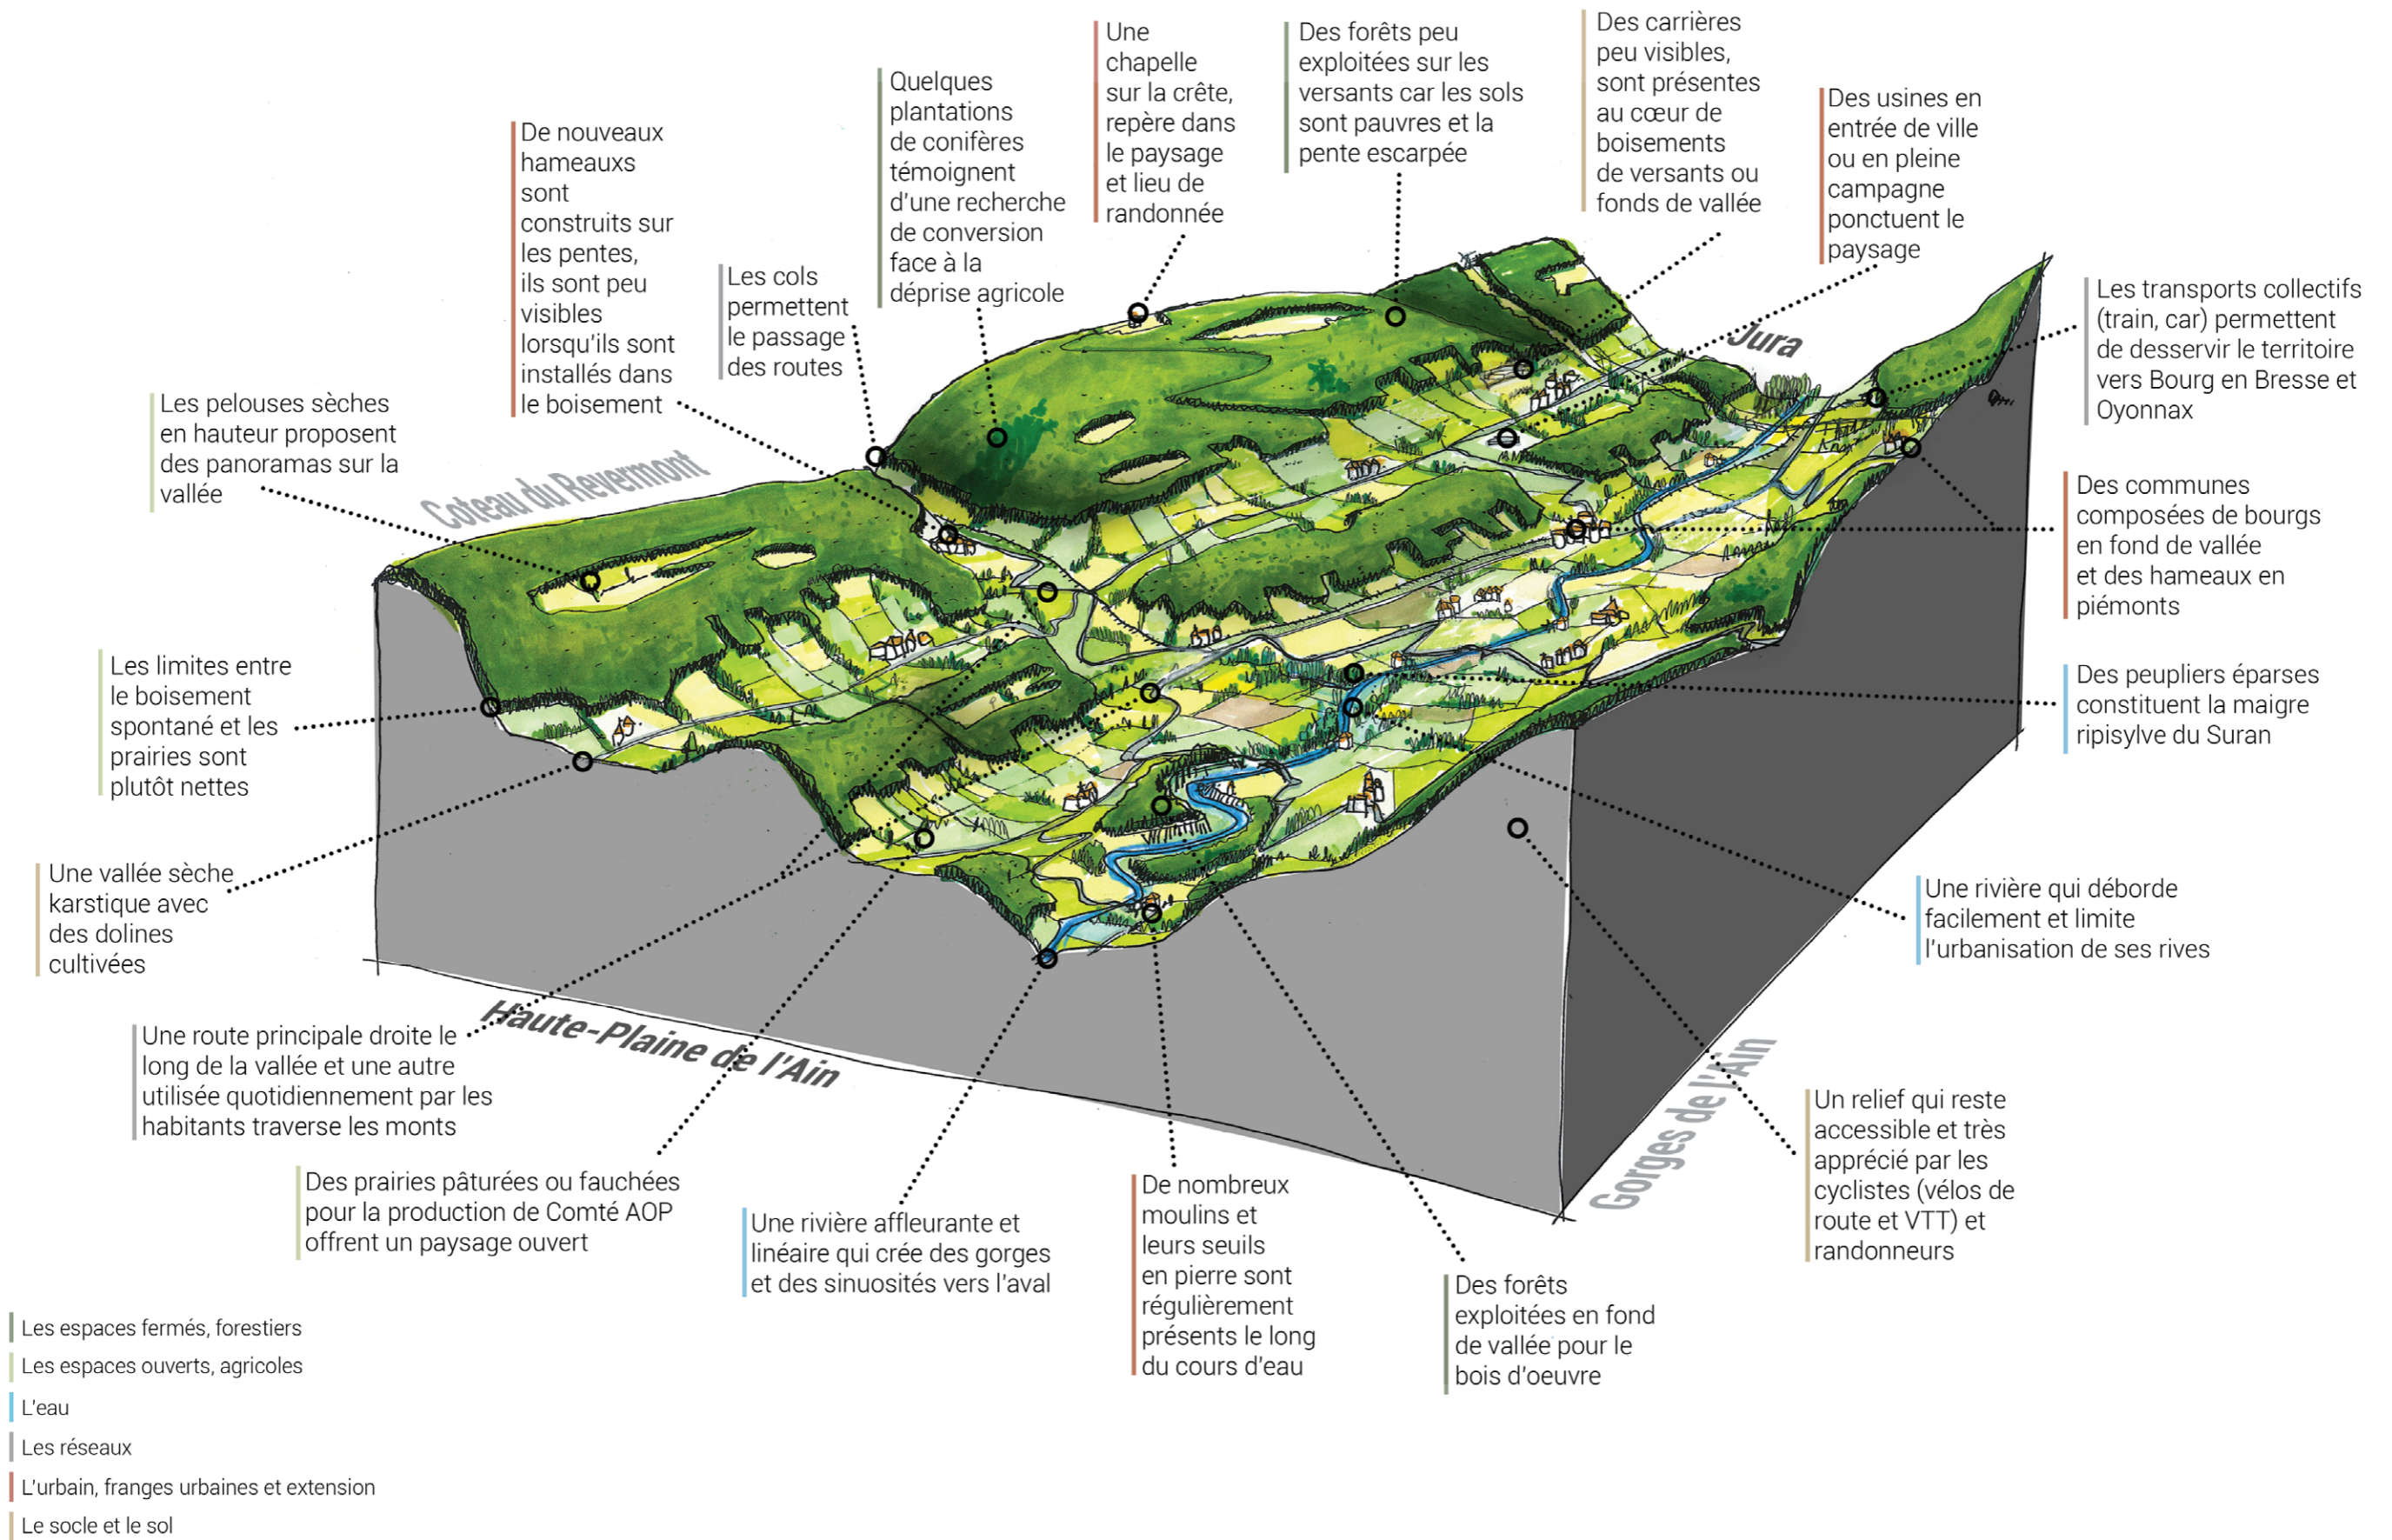 De nouveaux
hameauxs
sont
construits sur
les pentes,
ils sont peu
visibles
lorsqu'ils sont
installés dans
le boisement
Les cols
permettent
le passage
des routes
Quelques
plantations
de conifères
témoignent
d'une recherche
de conversion
face à la
déprise agricole
Une
chapelle
sur la crête,
repère dans
le paysage
et lieu de
randonnée
Des forêts peu
exploitées sur les
versants car les sols
sont pauvres et la
pente escarpée
Des carrières
peu visibles,
sont présentes
au cœur de
boisements
de versants ou
fonds de vallée
Des usines en
entrée de ville
ou en pleine
campagne
ponctuent le
paysage
Les transports collectifs
(train, car) permettent
de desservir le territoire
vers Bourg en Bresse et
Oyonnax
Jura
Les pelouses sèches
en hauteur proposent
des panoramas sur la
vallée
Coteau du Revermont
Des communes
composées de bourgs
en fond de vallée
et des hameaux en
piémonts
Les limites entre
le boisement
spontané et les
prairies sont
plutôt nettes
Des peupliers éparses
constituent la maigre
ripisylve du Suran
Une vallée sèche
karstique avec
des dolines
cultivées
Une rivière qui déborde
facilement et limite
l'urbanisation de ses rives
Haute-Plaine de l'Ain
Gorges de l'Ain
Une route principale droite le
long de la vallée et une autre
utilisée quotidiennement par les
habitants traverse les monts
Un relief qui reste
accessible et très
apprécié par les
cyclistes (vélos de
route et VTT) et
randonneurs
Des prairies pâturées ou fauchées
pour la production de Comté AOP
offrent un paysage ouvert
Une rivière affleurante et
linéaire qui crée des gorges
et des sinuosités vers l'aval
De nombreux
moulins et
leurs seuils
en pierre sont
régulièrement
présents le long
du cours d'eau
Des forêts
exploitées en fond
de vallée pour le
bois d'oeuvre
Les espaces fermés, forestiers
Les espaces ouverts, agricoles
L'eau
Les réseaux
L'urbain, franges urbaines et extension
Le socle et le sol